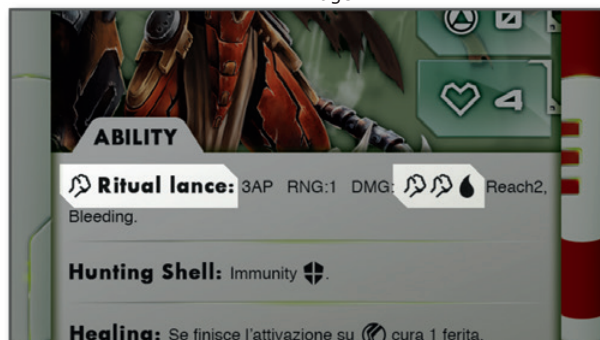 4
ABILITY
Ritual lance: 3AP RNG:1 DMG: Reach2,
Bleeding.
Hunting Shell: Immunity .
Healing: Se finisce l'attivazione su cura 1 ferita.